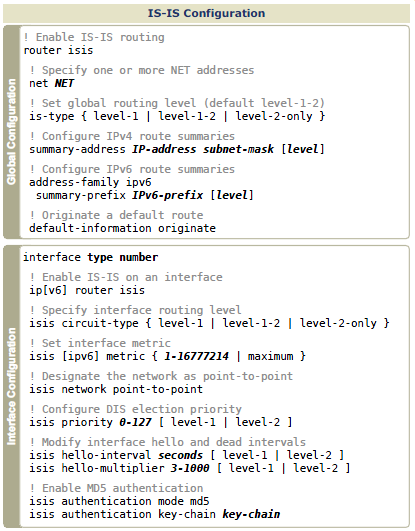 IS-IS Configuration
Global Configuration
! Enable IS-IS routing
router isis
! Specify one or more NET addresses
net NET
! Set global routing level (default level-1-2)
is-type { level-1 | level-1-2 | level-2-only }
! Configure IPv4 route summaries
summary-address IP-address subnet-mask [level]
! Configure IPv6 route summaries
address-family ipv6
summary-prefix IPv6-prefix [level]
! Originate a default route
default-information originate
Interface Configuration
interface type number
! Enable IS-IS on an interface
ip[v6] router isis
! Specify interface routing level
isis circuit-type { level-1 | level-1-2 | level-2-only }
! Set interface metric
isis [ipv6] metric { 1-16777214 | maximum }
! Designate the network as point-to-point
isis network point-to-point
! Configure DIS election priority
isis priority 0-127 [ level-1 | level-2 ]
! Modify interface hello and dead intervals
isis hello-interval seconds [ level-1 | level-2 ]
isis hello-multiplier 3-1000 [ level-1 | level-2 ]
! Enable MD5 authentication
isis authentication mode md5
isis authentication key-chain key-chain